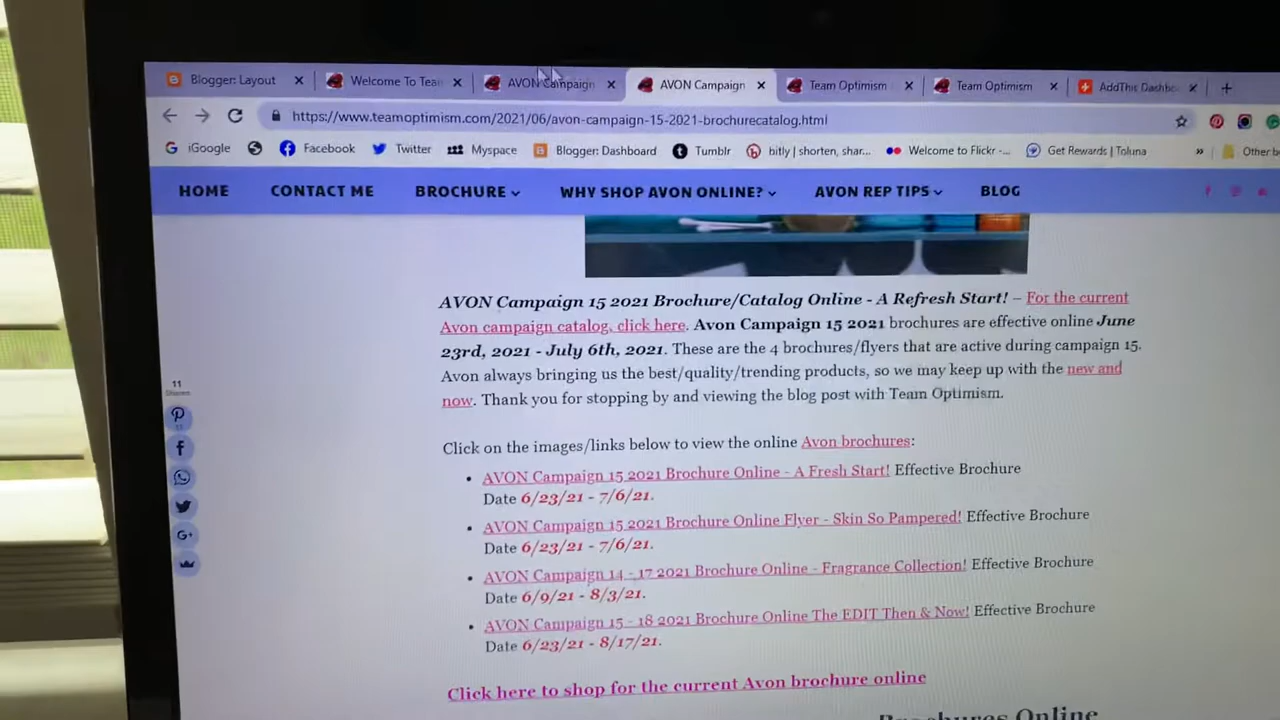 Blogger: Layout
Welcome To Tea
AVON Campaign
AVON Campaign
Team Optimism
Team Optimism
AddThis Dashb
https://www.teamoptimism.com/2021/06/avon-campaign-15-2021-brochurecatalog.html
iGoogle
Facebook
Twitter
Myspace
Blogger: Dashboard
Tumblr
bitly | shorten, shar...
Welcome to Flickr -...
Get Rewards | Toluna
»
Other b
HOME
CONTACT ME
BROCHURE
WHY SHOP AVON ONLINE?
AVON REP TIPS
BLOG
AVON Campaign 15 2021 Brochure/Catalog Online - A Refresh Start! – For the current
Avon campaign catalog, click here. Avon Campaign 15 2021 brochures are effective online June
23rd, 2021 - July 6th, 2021. These are the 4 brochures/flyers that are active during campaign 15.
Avon always bringing us the best/quality/trending products, so we may keep up with the new and
now. Thank you for stopping by and viewing the blog post with Team Optimism.
11
Shares
Click on the images/links below to view the online Avon brochures:
• AVON Campaign 15 2021 Brochure Online - A Fresh Start! Effective Brochure
Date 6/23/21 - 7/6/21.
• AVON Campaign 15 2021 Brochure Online Flyer - Skin So Pampered! Effective Brochure
Date 6/23/21 - 7/6/21.
• AVON Campaign 14 - 17 2021 Brochure Online - Fragrance Collection! Effective Brochure
Date 6/9/21 - 8/3/21.
• AVON Campaign 15 - 18 2021 Brochure Online The EDIT Then & Now! Effective Brochure
Date 6/23/21 - 8/17/21.
Click here to shop for the current Avon brochure online
Brochures Online